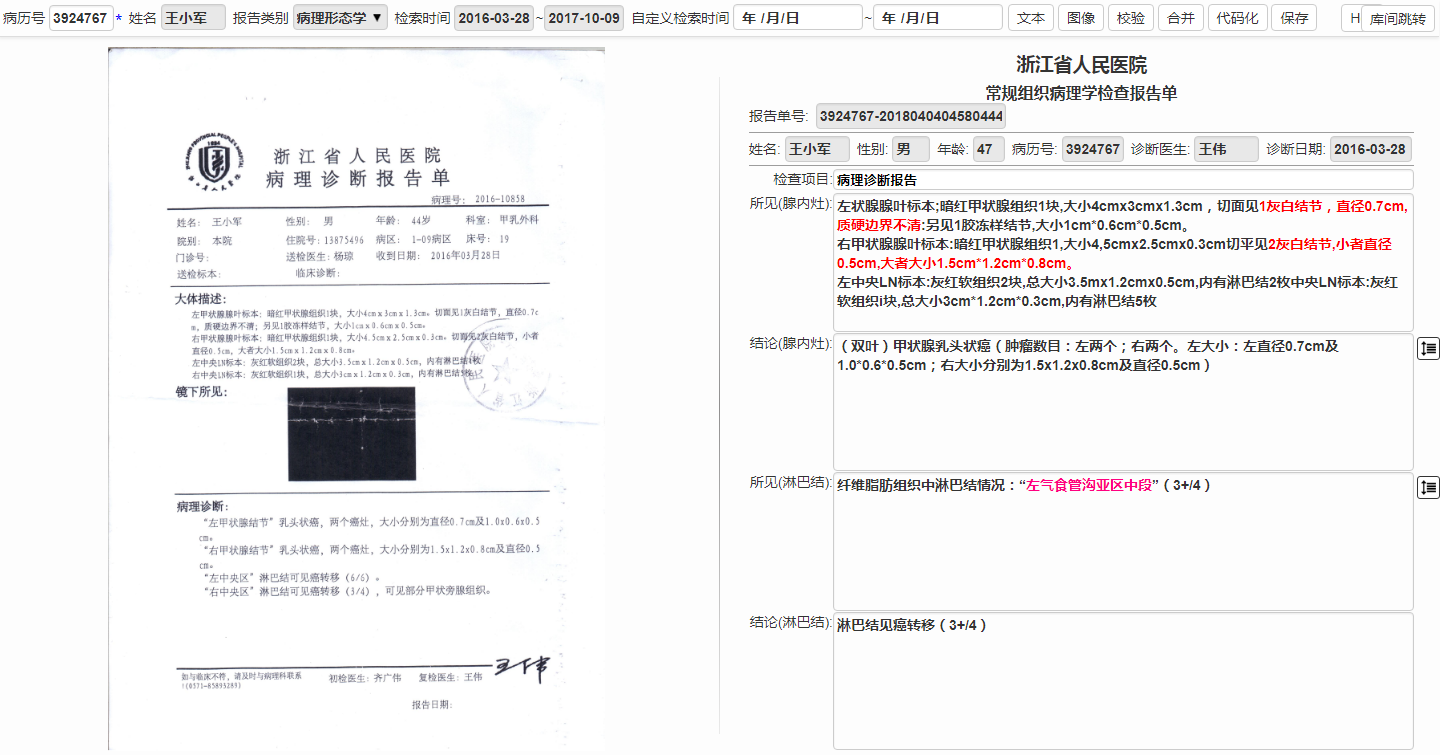 病历号 3924767 * 姓名 王小军 报告类别 病理形态学 ▼ 检索时间 2016-03-28 ~ 2017-10-09 自定义检索时间 年 /月/日 ~ 年 /月/日 文本 图像 校验 合并 代码化 保存 H 库间跳转
浙江省人民医院
病理诊断报告单
病理号: 2016-10858
姓名: 王小军 性别: 男 年龄: 44岁 科室: 甲乳外科
院别: 本院 住院号: 13875496 病区: 1-09病区 床号: 19
门诊号: 送检医生: 杨琼 收到日期: 2016年03月28日
送检标本: 临床诊断:
大体描述:
左甲状腺腺叶标本: 暗红甲状腺组织1块, 大小4cmx3cmx1.3cm。切面见1灰白结节, 直径0.7c
m, 质硬边界不清; 另见1胶冻样结节, 大小1cmx0.6cmx0.5cm。
右甲状腺腺叶标本: 暗红甲状腺组织1块, 大小4.5cmx2.5cmx0.3cm。切面见2灰白结节, 小者
直径0.5cm, 大者大小1.5cmx1.2cmx0.8cm。
左中央LN标本: 灰红软组织2块, 总大小3.5cmx1.2cmx0.5cm, 内有淋巴结
右中央LN标本: 灰红软组织1块, 总大小3cmx1.2cmx0.3cm, 内有淋巴结
镜下所见:
病理诊断:
“左甲状腺结节”乳头状癌, 两个癌灶, 大小分别为直径0.7cm及1.0x0.6x0.5
cm。
“右甲状腺结节”乳头状癌, 两个癌灶, 大小分别为1.5x1.2x0.8cm及直径0.5
cm。
“左中央区”淋巴结可见癌转移 (6/6) 。
“右中央区”淋巴结可见癌转移 (3/4) , 可见部分甲状旁腺组织。
如与临床不符, 请及时与病理科联系
!(0571-85893289)
初检医生: 齐广伟 复检医生: 王伟
王伟
报告日期:
浙江省人民医院
常规组织病理学检查报告单
报告单号: 3924767-2018040404580444
姓名: 王小军 性别: 男 年龄: 47 病历号: 3924767 诊断医生: 王伟 诊断日期: 2016-03-28
检查项目: 病理诊断报告
所见(腺内灶): 左状腺腺叶标本;暗红甲状腺组织1块,大小4cmx3cmx1.3cm，切面见1灰白结节，直径0.7cm,
质硬边界不清:另见1胶冻样结节,大小1cm*0.6cm*0.5cm。
右甲状腺腺叶标本:暗红甲状腺组织1,大小4,5cmx2.5cmx0.3cm切平见2灰白结节,小者直径
0.5cm,大者大小1.5cm*1.2cm*0.8cm。
左中央LN标本:灰红软组织2块,总大小3.5mx1.2cmx0.5cm,内有淋巴结2枚中央LN标本:灰红
软组织i块,总大小3cm*1.2cm*0.3cm,内有淋巴结5枚
结论(腺内灶): （双叶）甲状腺乳头状癌（肿瘤数目：左两个；右两个。左大小：左直径0.7cm及
1.0*0.6*0.5cm；右大小分别为1.5x1.2x0.8cm及直径0.5cm）
所见(淋巴结): 纤维脂肪组织中淋巴结情况：“左气食管沟亚区中段”（3+/4）
结论(淋巴结): 淋巴结见癌转移（3+/4）